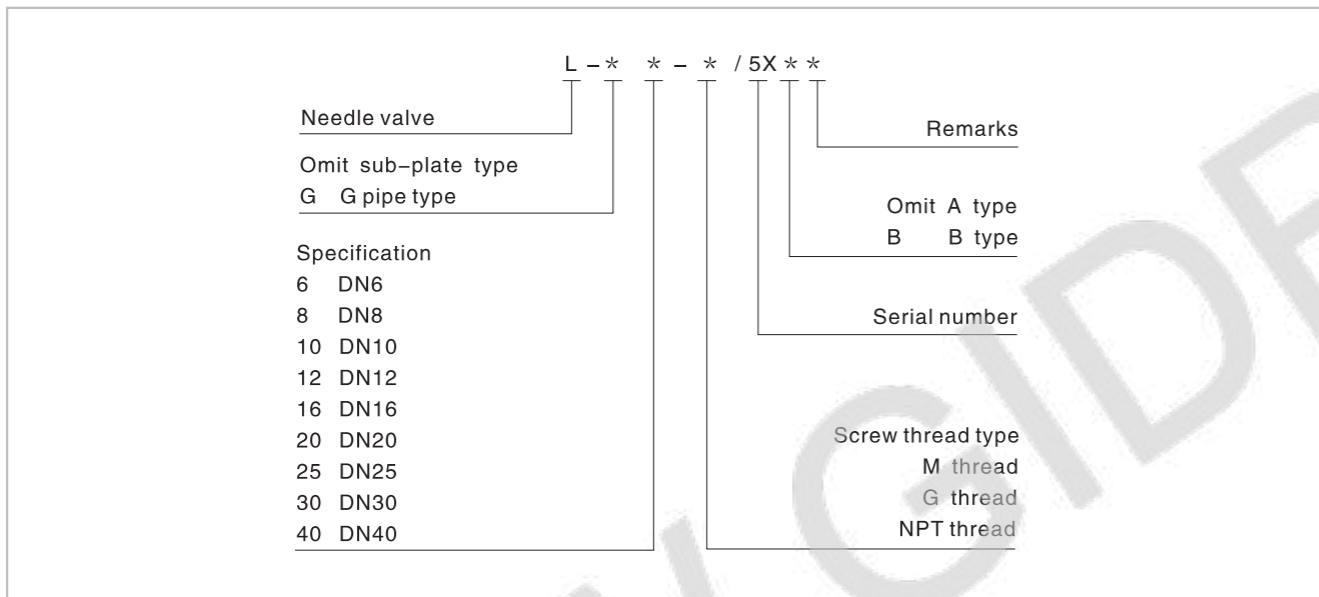 L – * * – * / 5X * *
Needle valve
Remarks
Omit sub–plate type
G G pipe type
Omit A type
B B type
Specification
6 DN6
8 DN8
10 DN10
12 DN12
16 DN16
20 DN20
25 DN25
30 DN30
40 DN40
Serial number
Screw thread type
M thread
G thread
NPT thread
GIDE